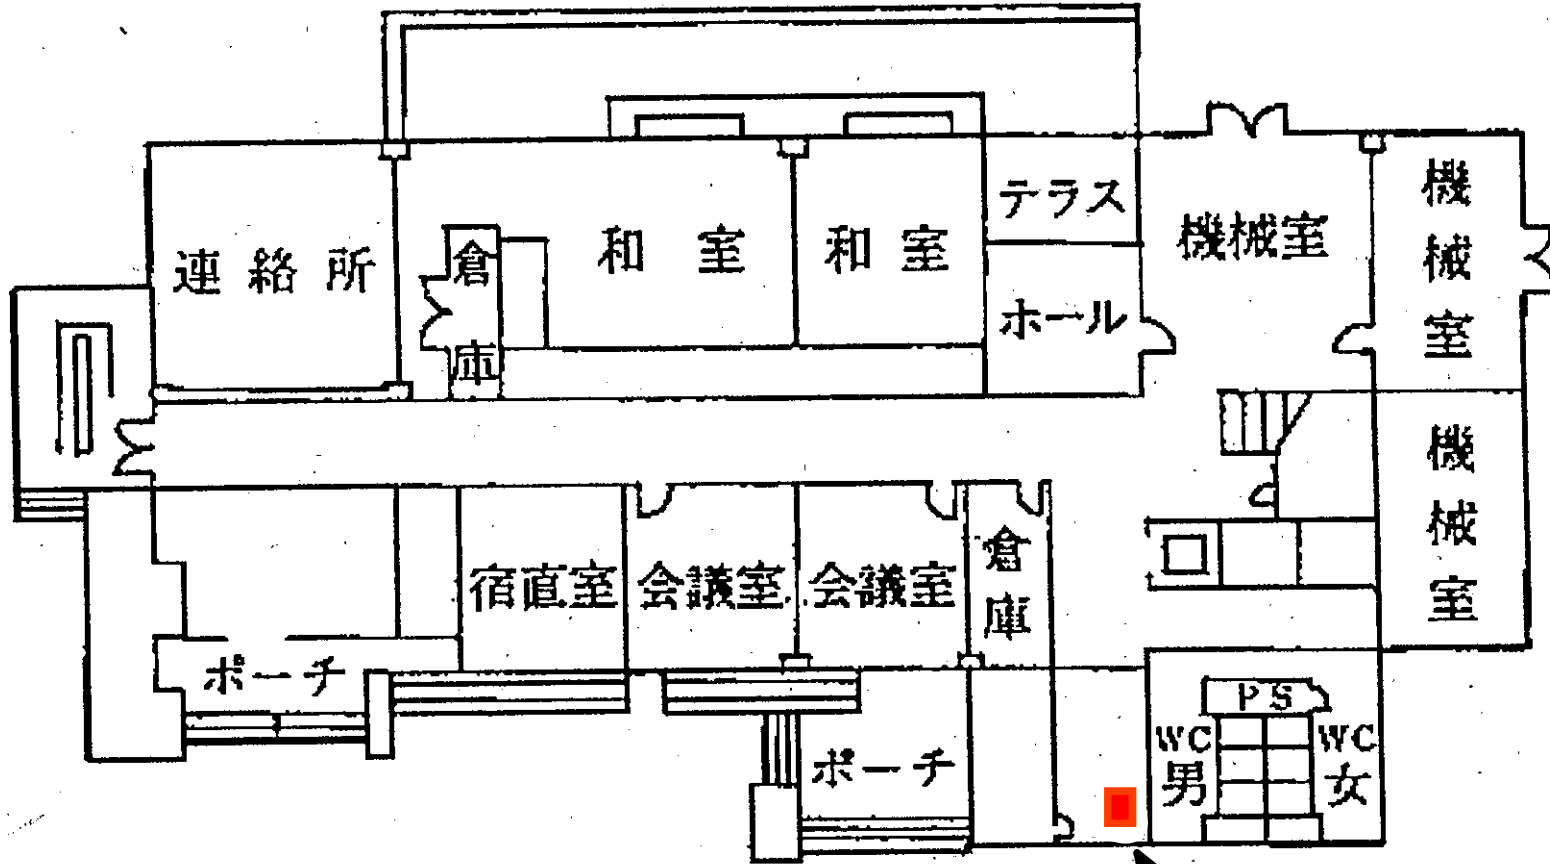 テラス
機械室
機械室
連絡所
倉庫
和室
和室
ホール
機械室
宿直室
会議室
会議室
倉庫
ポーチ
PS
WC男
WC女
ポーチ